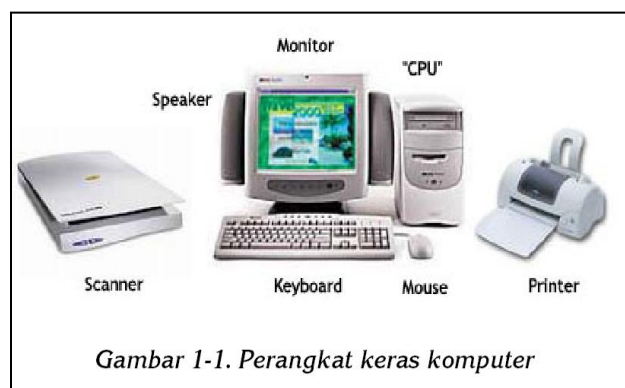 Monitor
"CPU"
Speaker
Scanner
Keyboard
Mouse
Printer
Gambar 1-1. Perangkat keras komputer